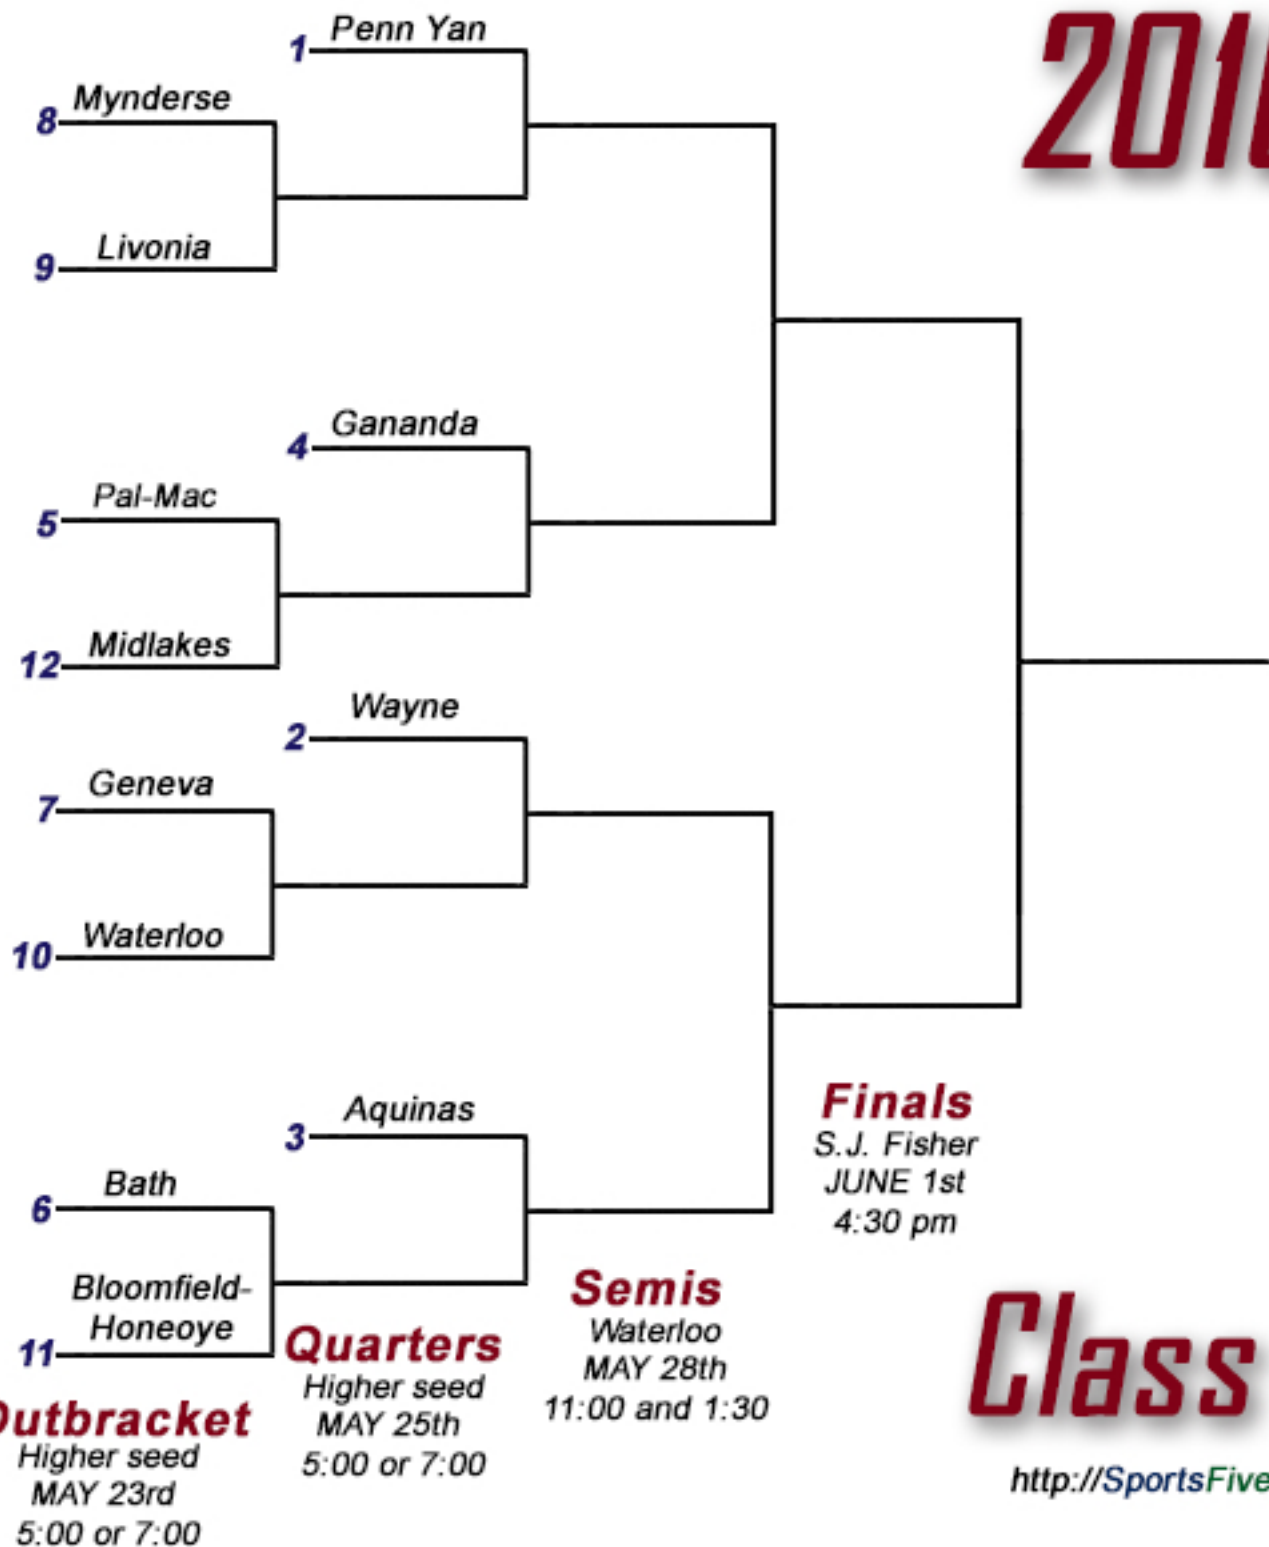 1 Penn Yan
8 Mynderse
9 Livonia
4 Gananda
5 Pal-Mac
12 Midlakes
2 Wayne
7 Geneva
10 Waterloo
3 Aquinas
6 Bath
Bloomfield-
11 Honeoye
Outbracket
Higher seed
MAY 23rd
5:00 or 7:00
Quarters
Higher seed
MAY 25th
5:00 or 7:00
Semis
Waterloo
MAY 28th
11:00 and 1:30
Finals
S.J. Fisher
JUNE 1st
4:30 pm
Class
http://SportsFive